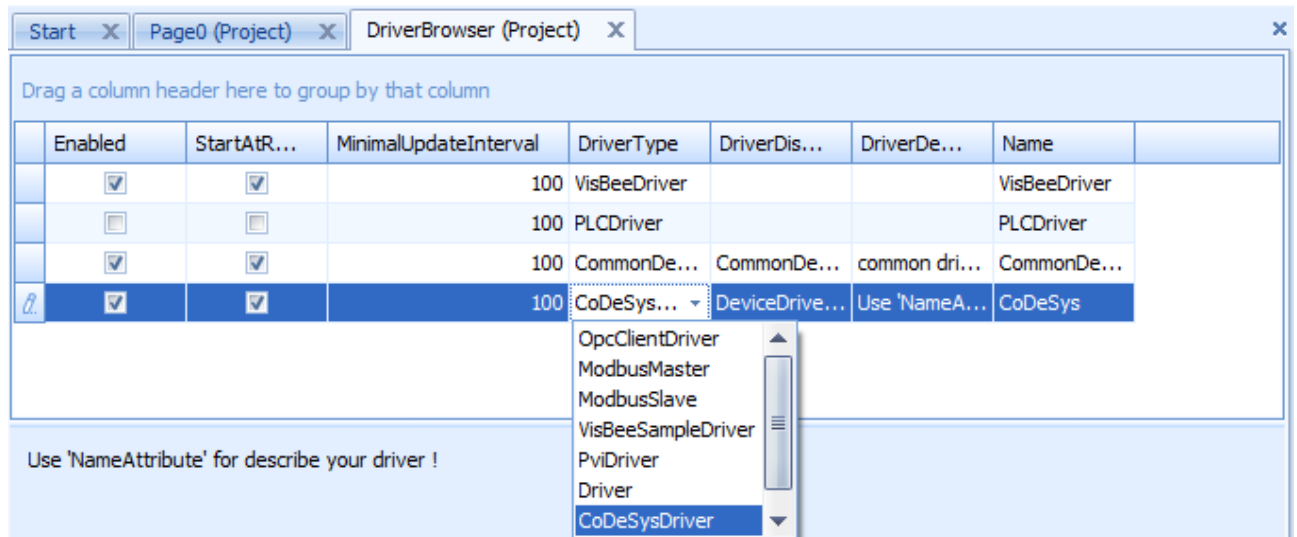 Start Page0 (Project) DriverBrowser (Project)
Drag a column header here to group by that column
Enabled StartAtR... MinimalUpdateInterval DriverType DriverDis... DriverDe... Name
100 VisBeeDriver VisBeeDriver
100 PLCDriver PLCDriver
100 CommonDe... CommonDe... common dri... CommonDe...
100 CoDeSys... DeviceDrive... Use 'NameA... CoDeSys
OpcClientDriver
ModbusMaster
ModbusSlave
VisBeeSampleDriver
PviDriver
Driver
CoDeSysDriver
Use 'NameAttribute' for describe your driver !